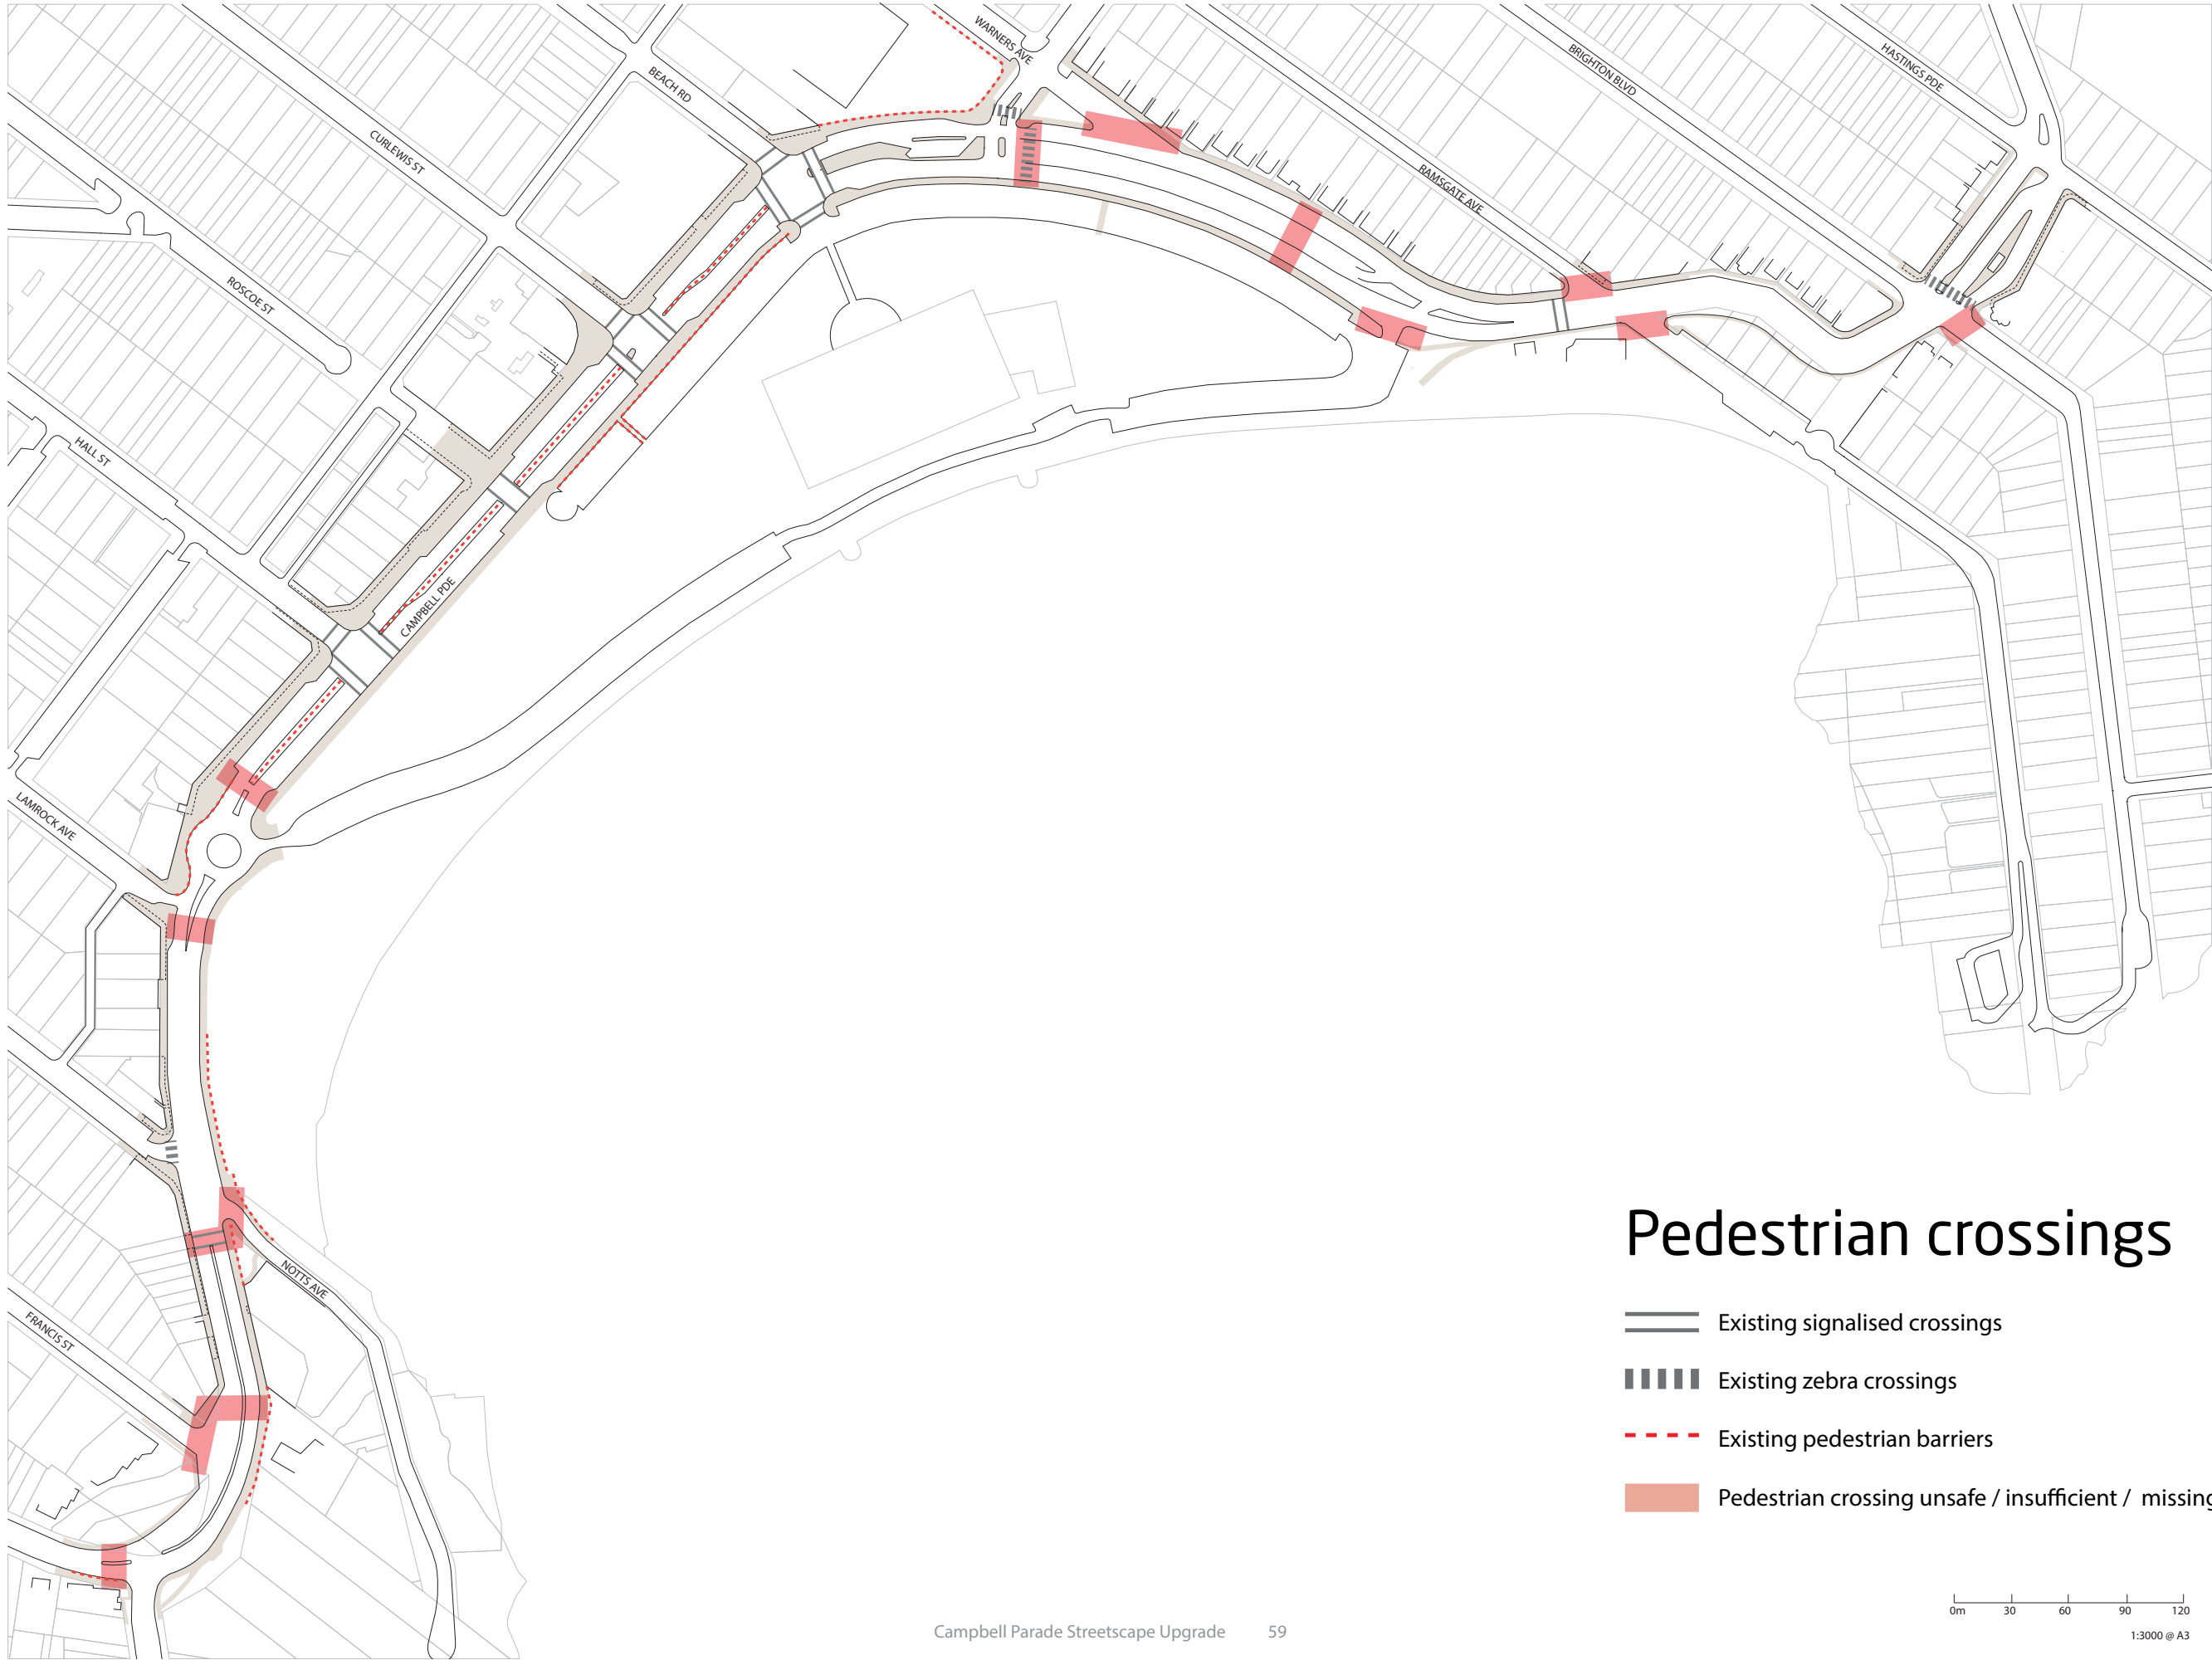 WARNERS AVE
BEACH RD
BRIGHTON BLVD
HASTINGS PDE
CURLEWIS ST
RAMSGATE AVE
ROSCOE ST
HALL ST
CAMPBELL PDE
LAMROCK AVE
NOTTS AVE
FRANCIS ST
Pedestrian crossings
Existing signalised crossings
Existing zebra crossings
Existing pedestrian barriers
Pedestrian crossing unsafe / insufficient / missing
0m 30 60 90 120
1:3000 @ A3
Campbell Parade Streetscape Upgrade 59